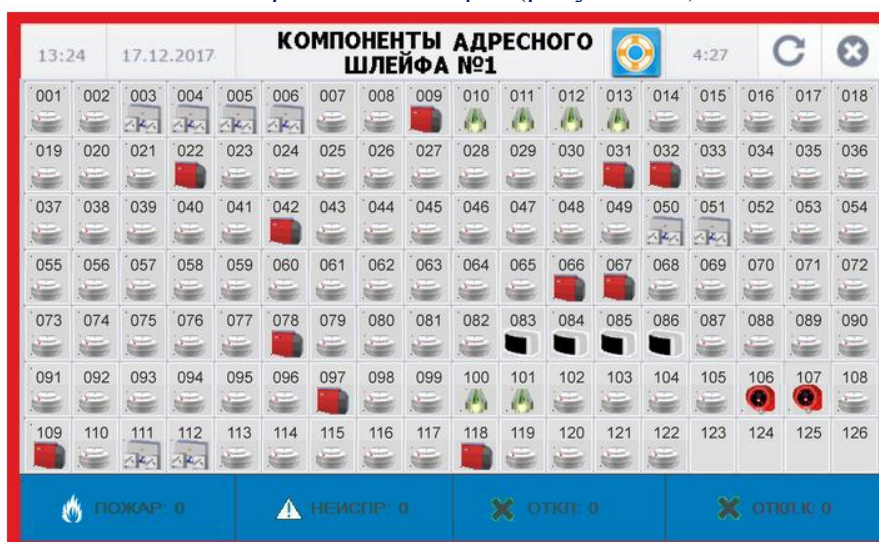 13:24 17.12.2017 КОМПОНЕНТЫ АДРЕСНОГО 4:27
ШЛЕЙФА №1
001 002 003 004 005 006 007 008 009 010 011 012 013 014 015 016 017 018
019 020 021 022 023 024 025 026 027 028 029 030 031 032 033 034 035 036
037 038 039 040 041 042 043 044 045 046 047 048 049 050 051 052 053 054
055 056 057 058 059 060 061 062 063 064 065 066 067 068 069 070 071 072
073 074 075 076 077 078 079 080 081 082 083 084 085 086 087 088 089 090
091 092 093 094 095 096 097 098 099 100 101 102 103 104 105 106 107 108
109 110 111 112 113 114 115 116 117 118 119 120 121 122 123 124 125 126
ПОЖАР: 0 НЕИСПР: 0 ОТКЛ: 0 ОТКЛ.К: 0